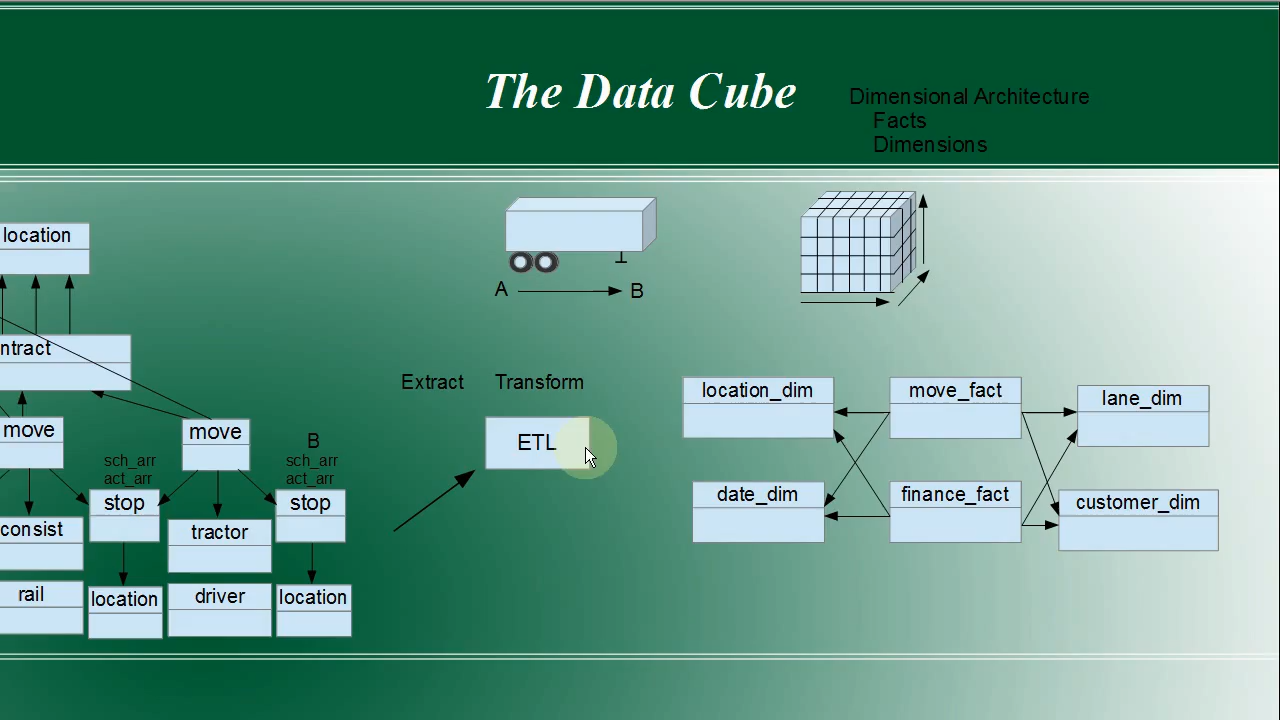 The Data Cube
Dimensional Architecture
Facts
Dimensions
location
A
B
ntract
Extract
Transform
location_dim
move_fact
lane_dim
move
move
B
sch_arr
act_arr
sch_arr
act_arr
ETL
stop
stop
date_dim
finance_fact
customer_dim
consist
tractor
rail
location
driver
location